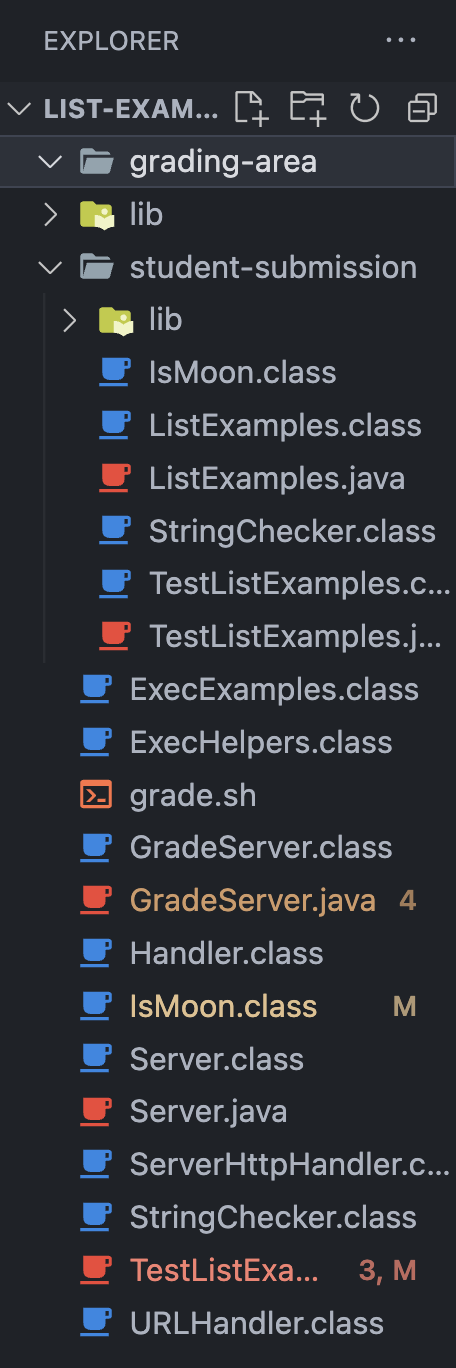 EXPLORER ...
LIST-EXAM...
grading-area
lib
student-submission
lib
IsMoon.class
ListExamples.class
ListExamples.java
StringChecker.class
TestListExamples.c...
TestListExamples.j...
ExecExamples.class
ExecHelpers.class
grade.sh
GradeServer.class
GradeServer.java 4
Handler.class
IsMoon.class M
Server.class
Server.java
ServerHttpHandler.c...
StringChecker.class
TestListExa... 3, M
URLHandler.class